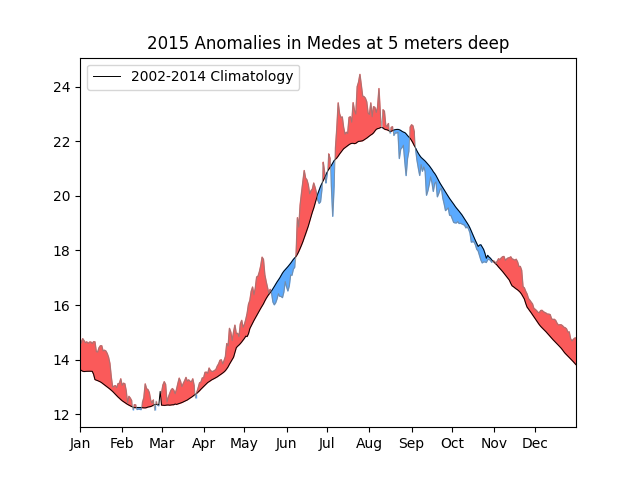 2015 Anomalies in Medes at 5 meters deep
2002-2014 Climatology
24
22
20
18
16
14
12
Jan Feb Mar Apr May Jun Jul Aug Sep Oct Nov Dec